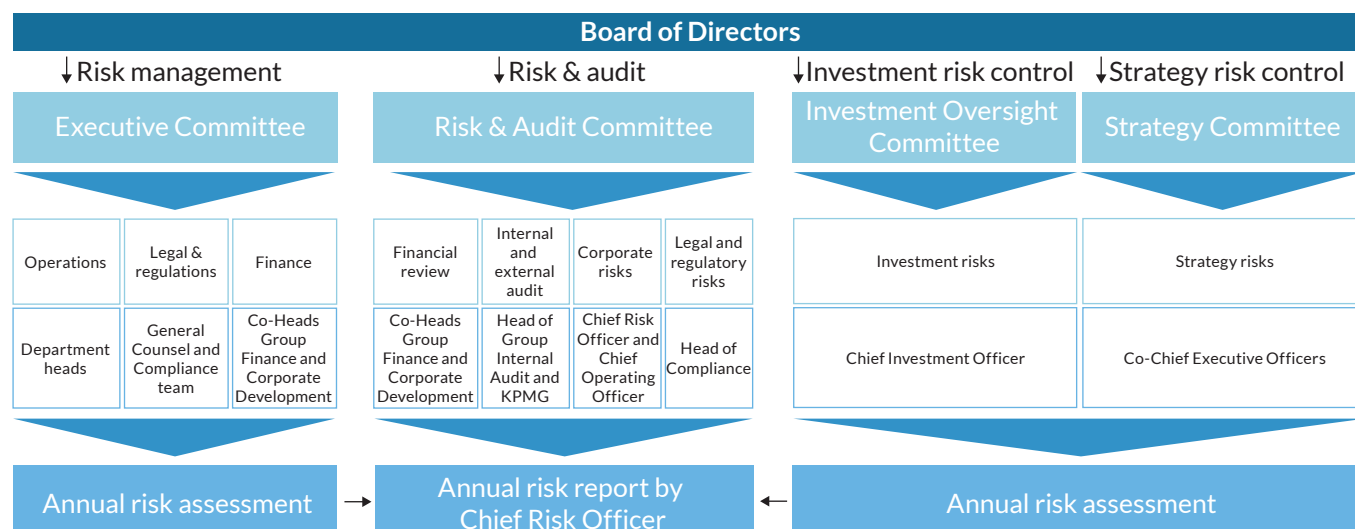 Board of Directors
Risk management
Risk & audit
Investment risk control
Strategy risk control
Executive Committee
Risk & Audit Committee
Investment Oversight
Committee
Strategy Committee
Operations
Legal &
regulations
Finance
Financial
review
Internal
and
external
audit
Corporate
risks
Legal and
regulatory
risks
Investment risks
Strategy risks
Department
heads
General
Counsel and
Compliance
team
Co-Heads
Group
Finance and
Corporate
Development
Co-Heads
Group
Finance and
Corporate
Development
Head of
Group
Internal
Audit and
KPMG
Chief Risk
Officer and
Chief
Operating
Officer
Head of
Compliance
Chief Investment Officer
Co-Chief Executive Officers
Annual risk assessment
Annual risk report by
Chief Risk Officer
Annual risk assessment